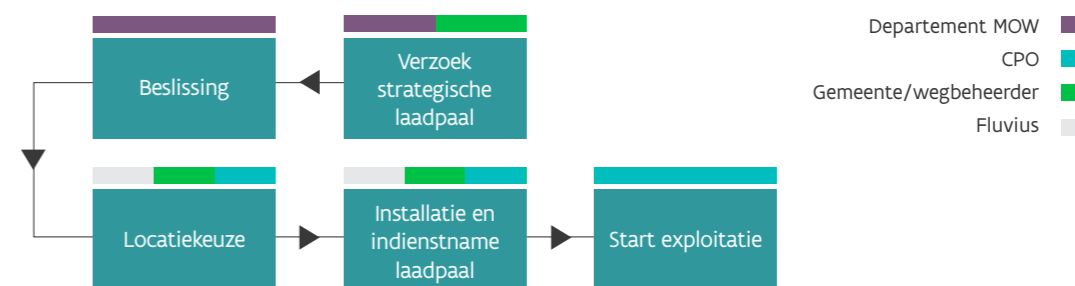 Beslissing
Verzoek
strategische
laadpaal
Departement MOW
CPO
Gemeente/wegbeheerder
Fluvius
Locatiekeuze
Installatie en
indienstname
laadpaal
Start exploitatie